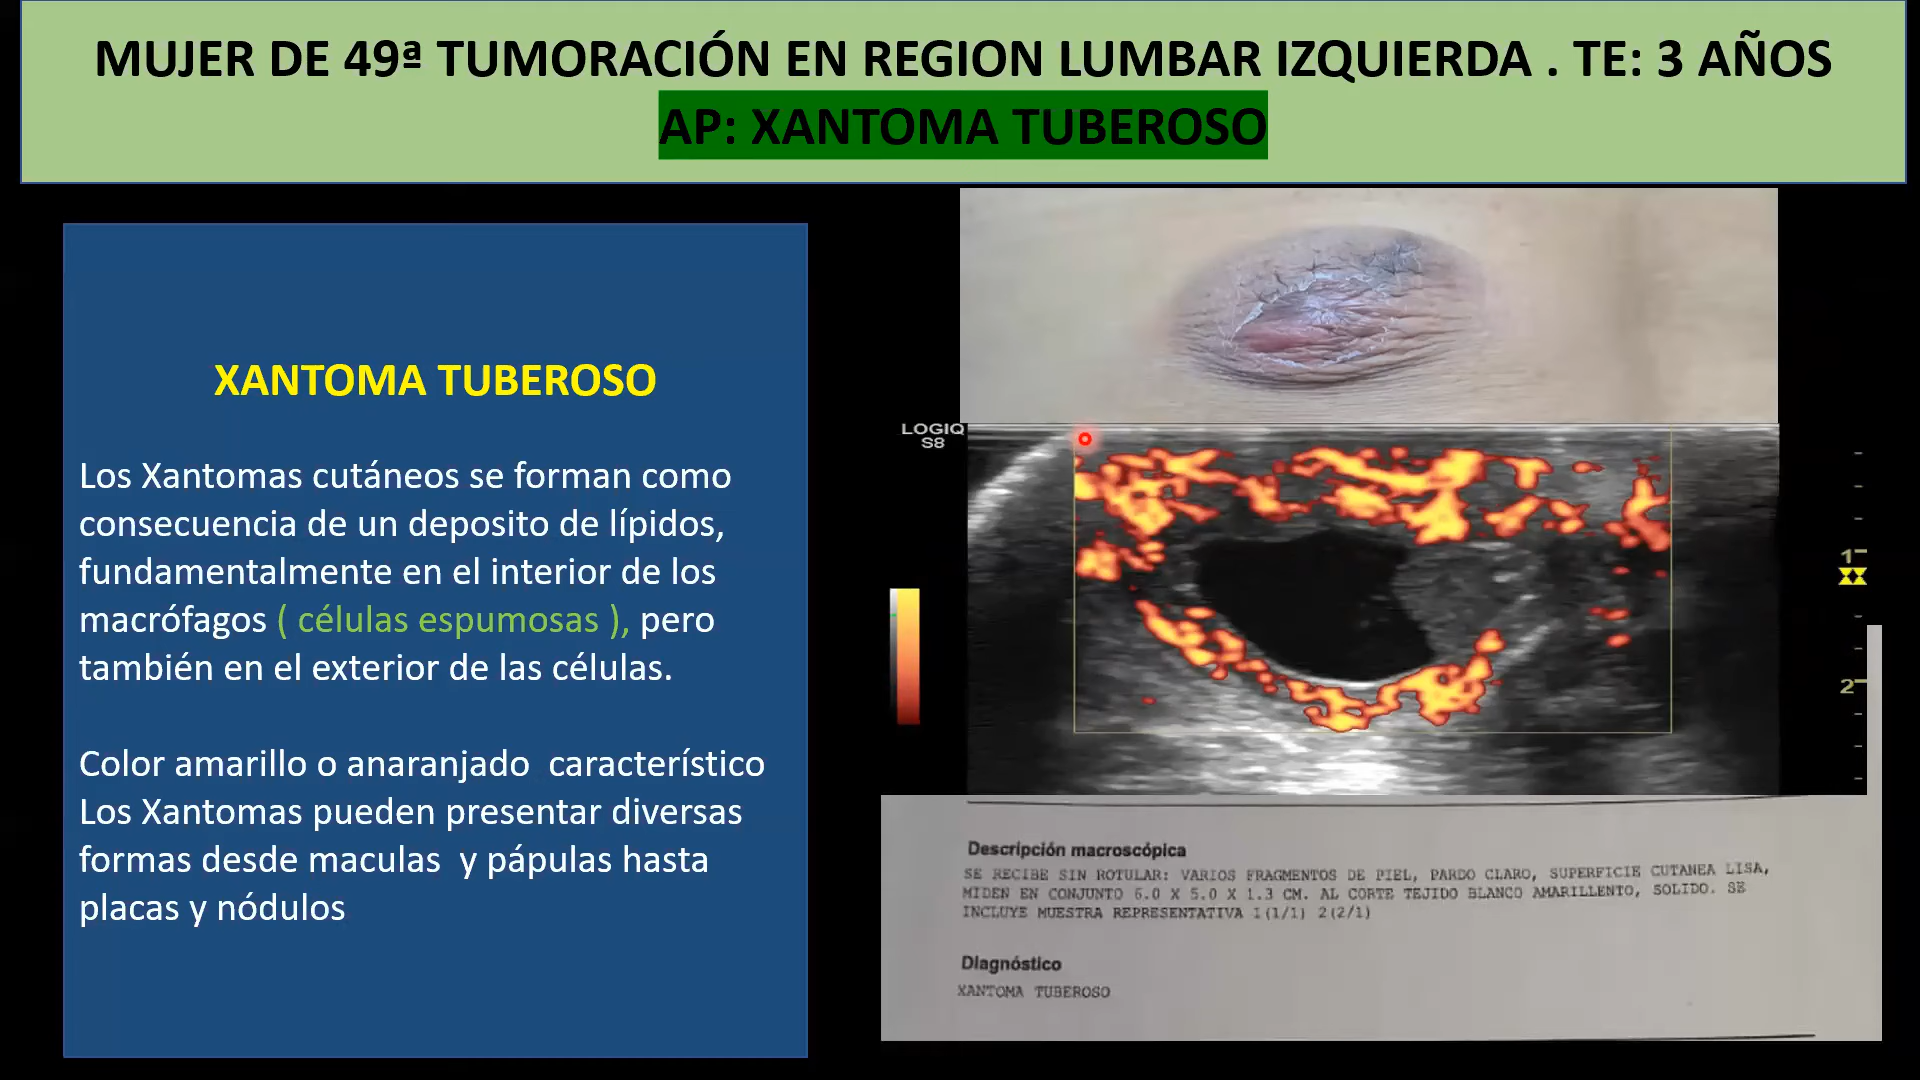 MUJER DE 49ª TUMORACIÓN EN REGION LUMBAR IZQUIERDA . TE: 3 AÑOS
AP: XANTOMA TUBEROSO
XANTOMA TUBEROSO
Los Xantomas cutáneos se forman como
consecuencia de un deposito de lípidos,
fundamentalmente en el interior de los
macrófagos ( células espumosas ), pero
también en el exterior de las células.
Color amarillo o anaranjado característico
Los Xantomas pueden presentar diversas
formas desde maculas y pápulas hasta
placas y nódulos
LOGIQ
S8
1
2
Descripción macroscópica
SE RECIBE SIN ROTULAR: VARIOS FRAGMENTOS DE PIEL, PARDO CLARO, SUPERFICIE CUTANEA LISA,
MIDEN EN CONJUNTO 6.0 X 5.0 X 1.3 CM. AL CORTE TEJIDO BLANCO AMARILLENTO, SOLIDO. SE
INCLUYE MUESTRA REPRESENTATIVA 1(1/1) 2(2/1)
Diagnóstico
XANTOMA TUBEROSO